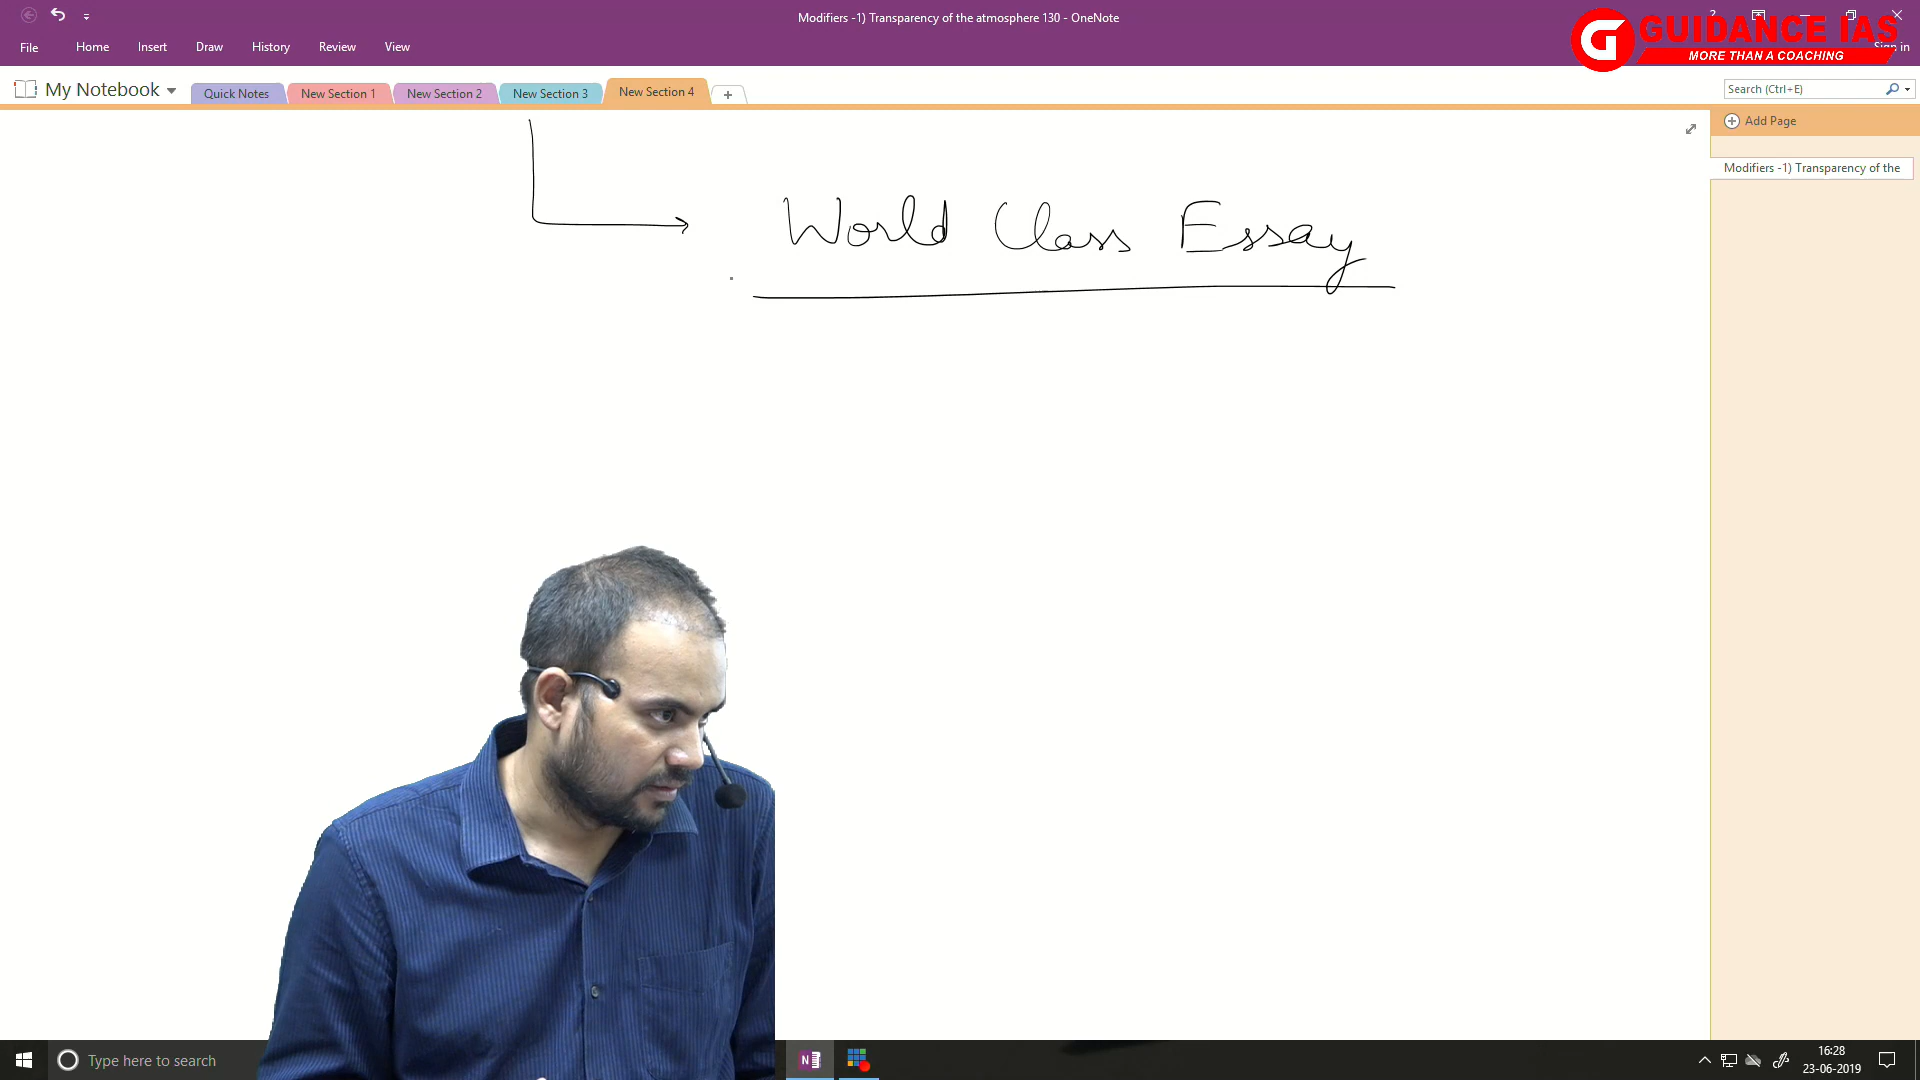 Modifiers -1) Transparency of the atmosphere 130 - OneNote
GUIDANCE IAS
MORE THAN A COACHING
Sign in
File Home Insert Draw History Review View
My Notebook Quick Notes New Section 1 New Section 2 New Section 3 New Section 4
Search (Ctrl+E)
Add Page
Modifiers -1) Transparency of the
World Class Essay
Type here to search
N
16:28
23-06-2019